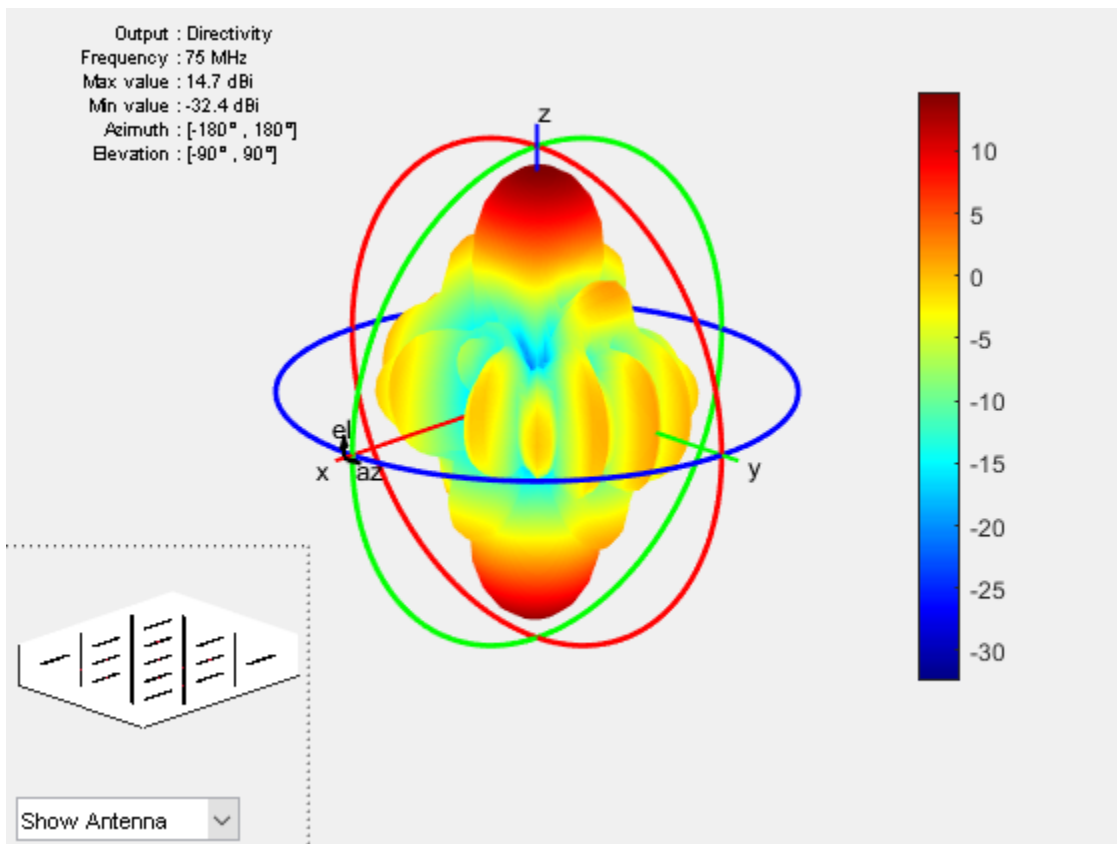 Output : Directivity
Frequency : 75 MHz
Max value : 14.7 dBi
Min value : -32.4 dBi
Azimuth : [-180° , 180°]
Elevation : [-90° , 90°]
z
10
5
0
-5
-10
-15
-20
-25
-30
el
x
az
y
Show Antenna